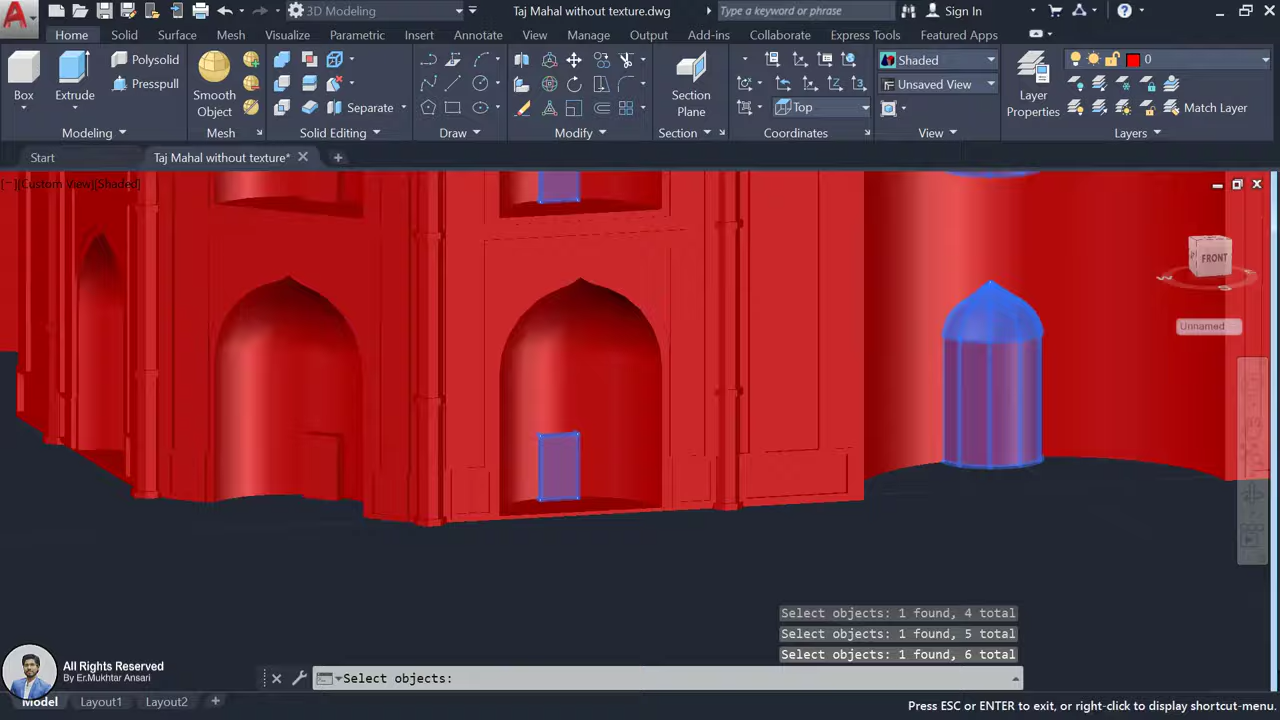 3D Modeling
Taj Mahal without texture.dwg
Type a keyword or phrase
Sign In
Home
Solid
Surface
Mesh
Visualize
Parametric
Insert
Annotate
View
Manage
Output
Add-ins
Collaborate
Express Tools
Featured Apps
Box
Extrude
Polysolid
Presspull
Smooth
Object
Separate
Section
Plane
Top
Shaded
Unsaved View
Layer
Properties
0
Match Layer
Modeling
Mesh
Solid Editing
Draw
Modify
Section
Coordinates
View
Layers
Start
Taj Mahal without texture*
[−][Custom View][Shaded]
FRONT
Unnamed
Select objects: 1 found, 4 total
Select objects: 1 found, 5 total
Select objects: 1 found, 6 total
Select objects:
All Rights Reserved
By Er.Mukhtar Ansari
Model
Layout1
Layout2
Press ESC or ENTER to exit, or right-click to display shortcut-menu.